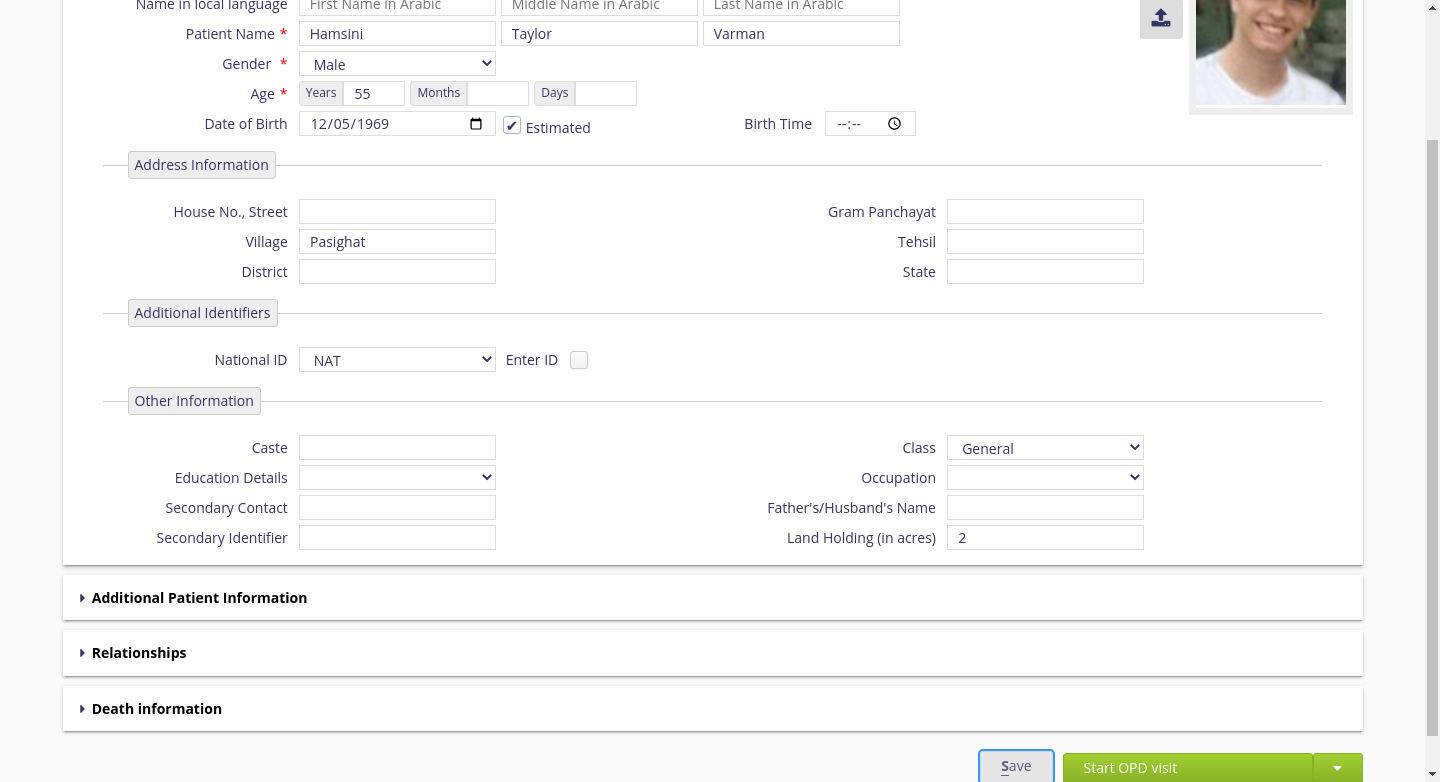 Name in local language First Name in Arabic Middle Name in Arabic Last Name in Arabic
Patient Name * Hamsini Taylor Varman
Gender * Male
Age * Years 55 Months Days
Date of Birth 12/05/1969 Estimated Birth Time --:--
Address Information
House No., Street Gram Panchayat
Village Pasighat Tehsil
District State
Additional Identifiers
National ID NAT Enter ID
Other Information
Caste Class General
Education Details Occupation
Secondary Contact Father's/Husband's Name
Secondary Identifier Land Holding (in acres) 2
Additional Patient Information
Relationships
Death information
Save Start OPD visit